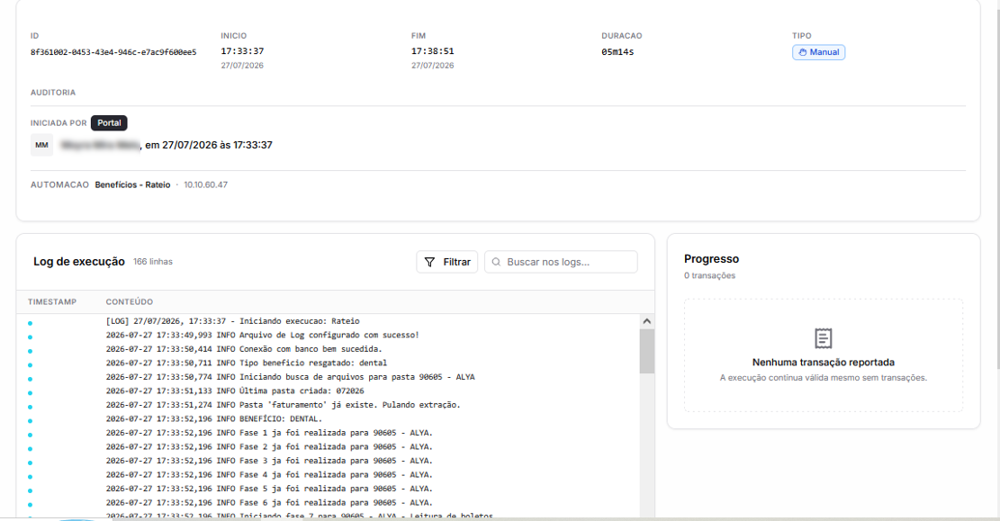 ID
INICIO
FIM
DURACAO
TIPO
8f361002-0453-43e4-946c-e7ac9f600ee5
17:33:37
17:38:51
05m14s
Manual
27/07/2026
27/07/2026
AUDITORIA
INICIADA POR Portal
MM
, em 27/07/2026 às 17:33:37
AUTOMACAO Benefícios - Rateio · 10.10.60.47
Log de execução 166 linhas
Filtrar
Buscar nos logs...
TIMESTAMP
CONTEÚDO
[LOG] 27/07/2026, 17:33:37 - Iniciando execucao: Rateio
2026-07-27 17:33:49,993 INFO Arquivo de Log configurado com sucesso!
2026-07-27 17:33:50,414 INFO Conexão com banco bem sucedida.
2026-07-27 17:33:50,711 INFO Tipo beneficio resgatado: dental
2026-07-27 17:33:50,774 INFO Iniciando busca de arquivos para pasta 90605 - ALYA
2026-07-27 17:33:51,133 INFO Última pasta criada: 072026
2026-07-27 17:33:51,274 INFO Pasta 'faturamento' já existe. Pulando extração.
2026-07-27 17:33:52,196 INFO BENEFÍCIO: DENTAL.
2026-07-27 17:33:52,196 INFO Fase 1 ja foi realizada para 90605 - ALYA.
2026-07-27 17:33:52,196 INFO Fase 2 ja foi realizada para 90605 - ALYA.
2026-07-27 17:33:52,196 INFO Fase 3 ja foi realizada para 90605 - ALYA.
2026-07-27 17:33:52,196 INFO Fase 4 ja foi realizada para 90605 - ALYA.
2026-07-27 17:33:52,196 INFO Fase 5 ja foi realizada para 90605 - ALYA.
2026-07-27 17:33:52,196 INFO Fase 6 ja foi realizada para 90605 - ALYA.
2026-07-27 17:33:52,196 INFO Iniciando fase 7 para 90605 - ALYA - Leitura de boletos
Progresso
0 transações
Nenhuma transação reportada
A execução continua válida mesmo sem transações.